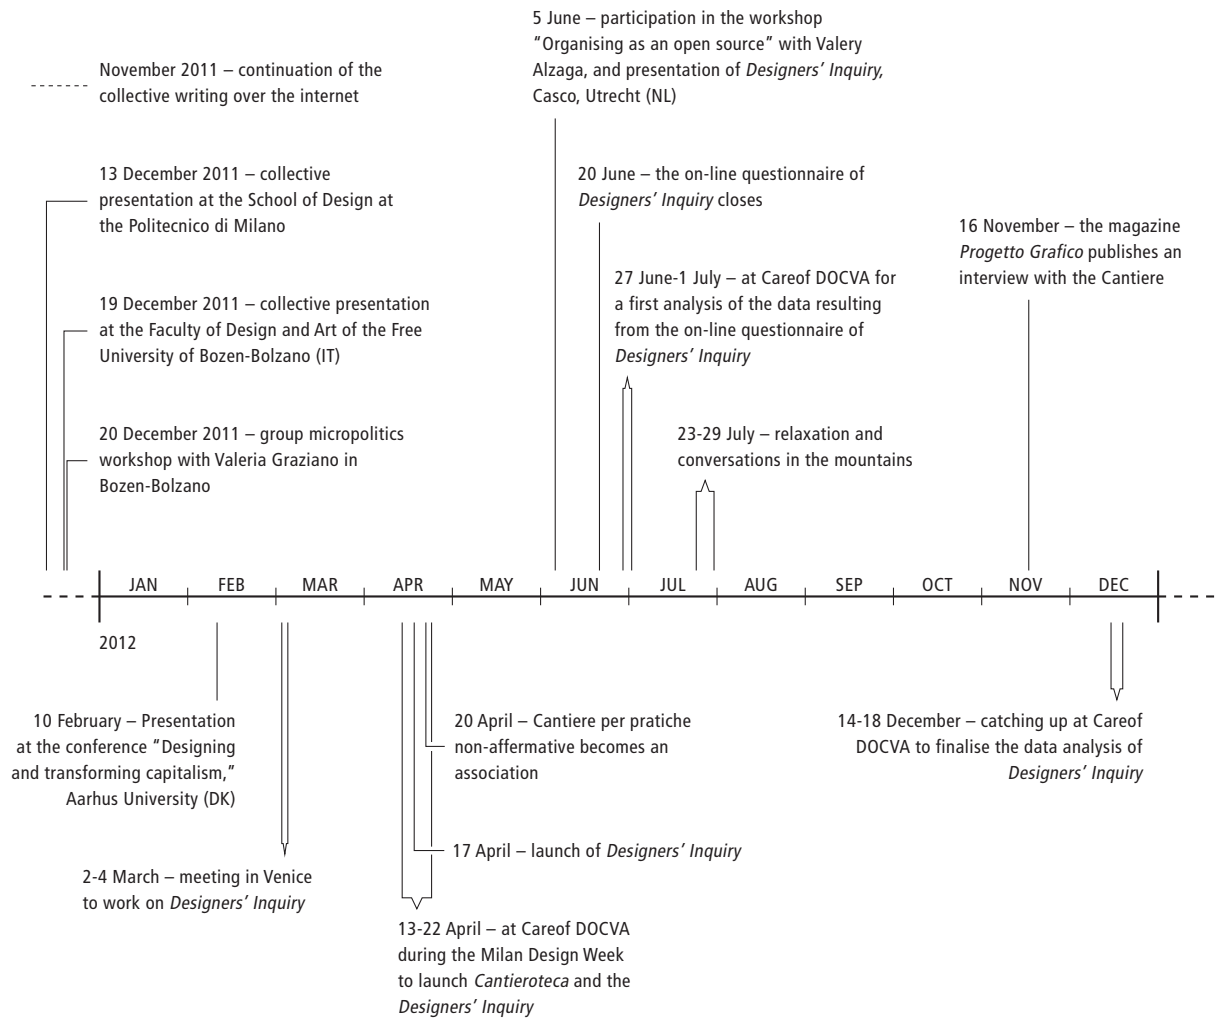 November 2011 – continuation of the
collective writing over the internet
13 December 2011 – collective
presentation at the School of Design at
the Politecnico di Milano
19 December 2011 – collective presentation
at the Faculty of Design and Art of the Free
University of Bozen-Bolzano (IT)
20 December 2011 – group micropolitics
workshop with Valeria Graziano in
Bozen-Bolzano
5 June – participation in the workshop
“Organising as an open source” with Valery
Alzaga, and presentation of Designers’ Inquiry,
Casco, Utrecht (NL)
20 June – the on-line questionnaire of
Designers’ Inquiry closes
27 June-1 July – at Careof DOCVA for
a first analysis of the data resulting
from the on-line questionnaire of
Designers’ Inquiry
23-29 July – relaxation and
conversations in the mountains
16 November – the magazine
Progetto Grafico publishes an
interview with the Cantiere
JAN FEB MAR APR MAY JUN JUL AUG SEP OCT NOV DEC
2012
10 February – Presentation
at the conference “Designing
and transforming capitalism,”
Aarhus University (DK)
2-4 March – meeting in Venice
to work on Designers’ Inquiry
20 April – Cantiere per pratiche
non-affermative becomes an
association
17 April – launch of Designers’ Inquiry
13-22 April – at Careof DOCVA
during the Milan Design Week
to launch Cantieroteca and the
Designers’ Inquiry
14-18 December – catching up at Careof
DOCVA to finalise the data analysis of
Designers’ Inquiry